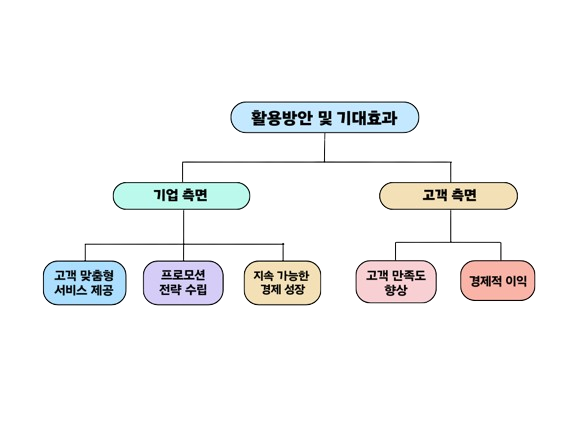 활용방안 및 기대효과
기업 측면
고객 측면
고객 맞춤형
서비스 제공
프로모션
전략 수립
지속 가능한
경제 성장
고객 만족도
향상
경제적 이익